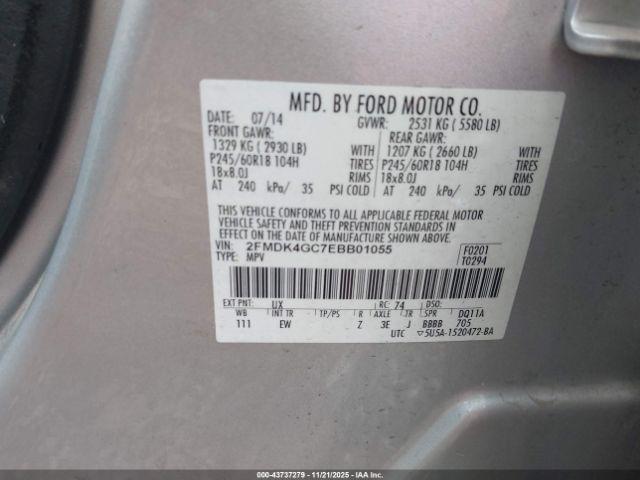 MFD. BY FORD MOTOR CO.
DATE: 07/14 GVWR: 2531 KG ( 5580 LB)
FRONT GAWR: REAR GAWR:
1329 KG ( 2930 LB) WITH 1207 KG ( 2660 LB) WITH
P245/60R18 104H TIRES P245/60R18 104H TIRES
18x8.0J RIMS 18x8.0J RIMS
AT 240 kPa/ 35 PSI COLD AT 240 kPa/ 35 PSI COLD
THIS VEHICLE CONFORMS TO ALL APPLICABLE FEDERAL MOTOR
VEHICLE SAFETY AND THEFT PREVENTION STANDARDS IN
EFFECT ON THE DATE OF MANUFACTURE SHOWN ABOVE.
VIN: 2FMDK4GC7EBB01055 F0201
TYPE: MPV T0294
EXT PNT: UX RC: 74 DSO:
WB INT TR TP/PS R AXLE TR SPR DQ11A
111 EW Z 3E J BBBB 705
UTC ▽5U5A-1520472-BA
000-43737279 - 11/21/2025 - IAA Inc.